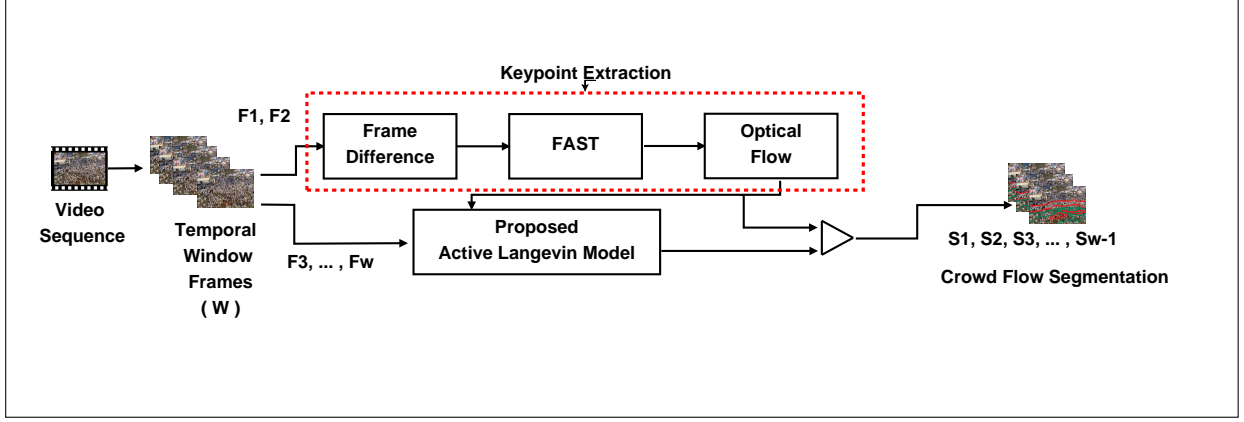 Keypoint Extraction
F1, F2
Frame
Difference
FAST
Optical
Flow
Video
Sequence
Temporal
Window
Frames
( W )
F3, ... , Fw
Proposed
Active Langevin Model
S1, S2, S3, ... , Sw-1
Crowd Flow Segmentation